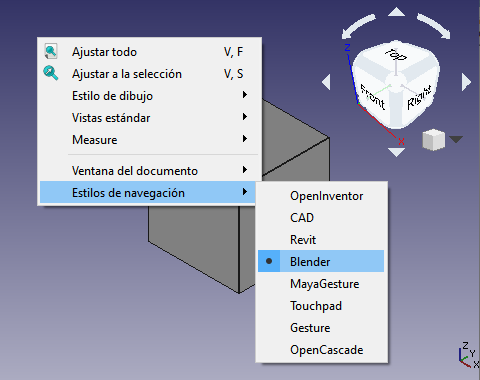 Ajustar todo V, F
Ajustar a la selección V, S
Estilo de dibujo
Vistas estándar
Measure
Ventana del documento
Estilos de navegación
OpenInventor
CAD
Revit
Blender
MayaGesture
Touchpad
Gesture
OpenCascade
Z
Top
Front
Right
X
Z
Y
X